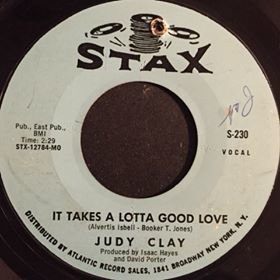 STAX
Pub., East Pub.,
BMI
Time: 2:29
STX-12784-MO
S-230
VOCAL
IT TAKES A LOTTA GOOD LOVE
(Alvertis Isbell - Booker T. Jones)
JUDY CLAY
Produced by Isaac Hayes
and David Porter
DISTRIBUTED BY ATLANTIC RECORD SALES, 1841 BROADWAY NEW YORK, N. Y.